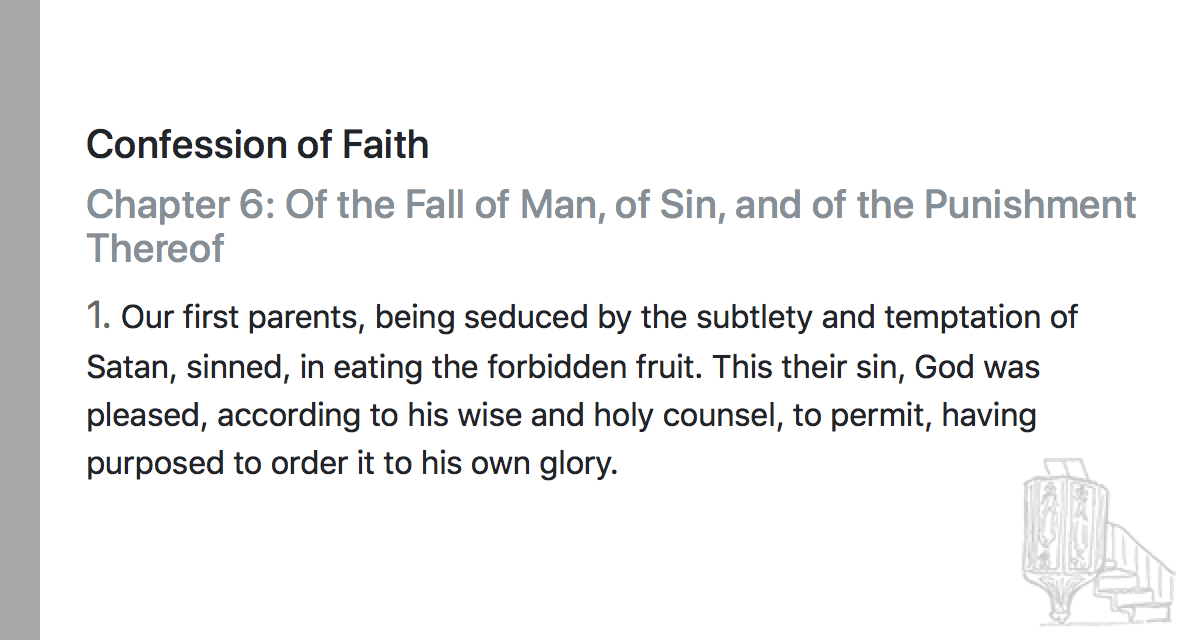 Confession of Faith
Chapter 6: Of the Fall of Man, of Sin, and of the Punishment
Thereof
1. Our first parents, being seduced by the subtlety and temptation of
Satan, sinned, in eating the forbidden fruit. This their sin, God was
pleased, according to his wise and holy counsel, to permit, having
purposed to order it to his own glory.